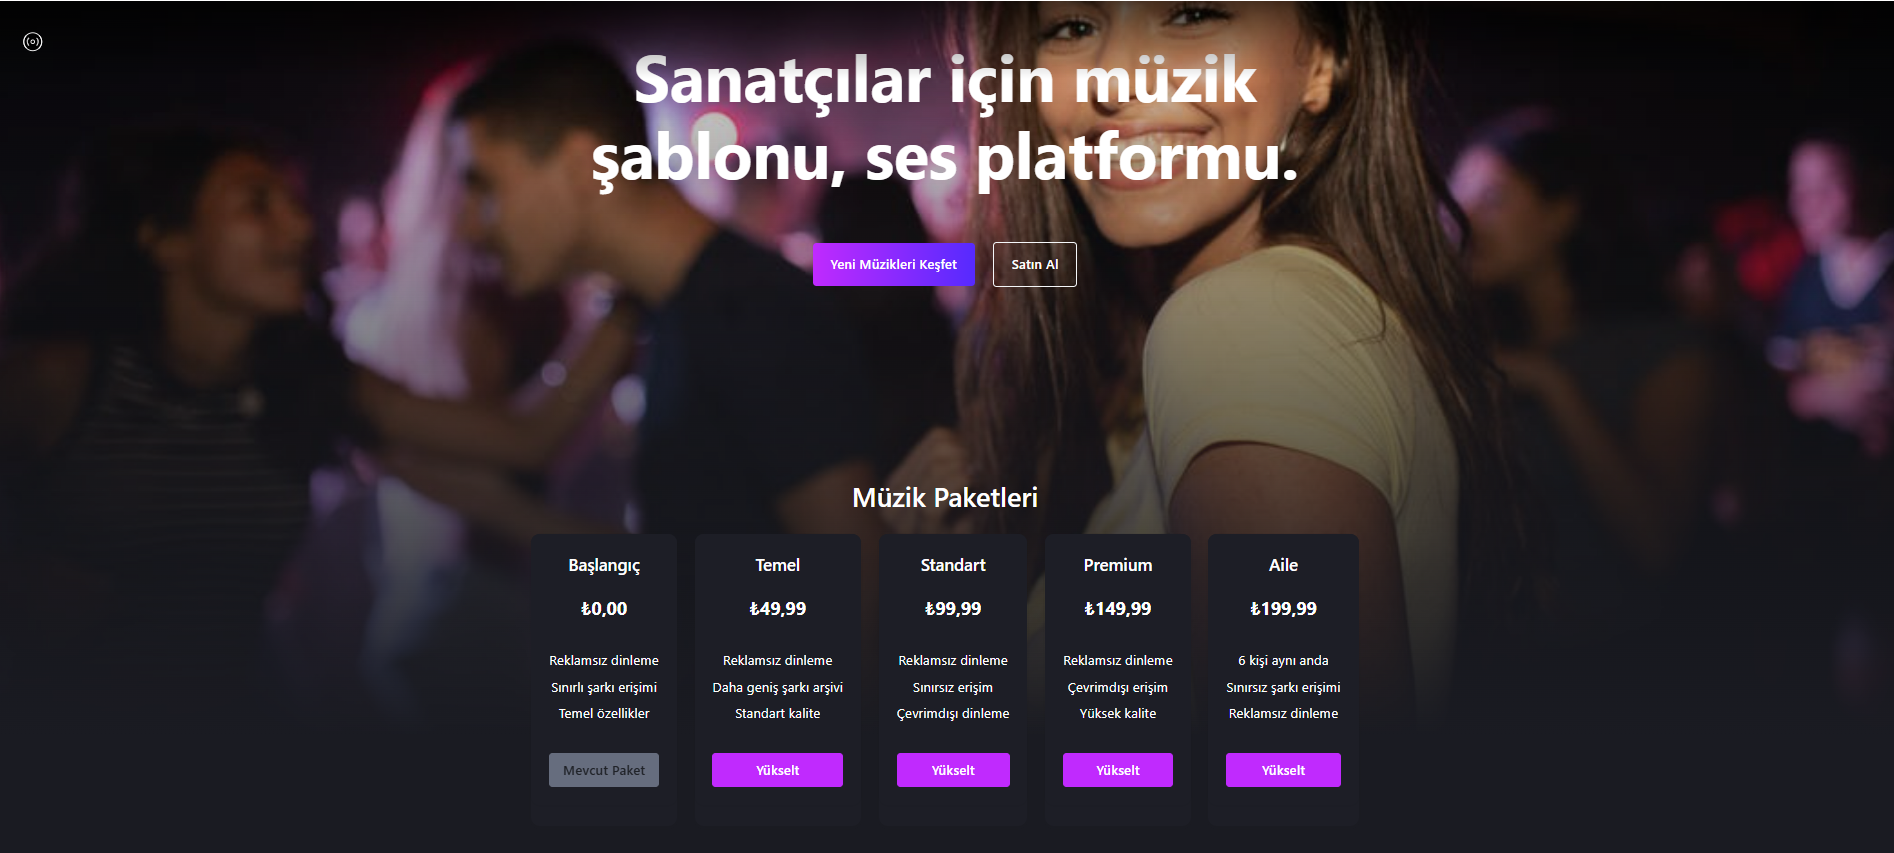 Sanatçılar için müzik
şablonu, ses platformu.
Yeni Müzikleri Keşfet
Satın Al
Müzik Paketleri
Başlangıç
₺0,00
Reklamsız dinleme
Sınırlı şarkı erişimi
Temel özellikler
Mevcut Paket
Temel
₺49,99
Reklamsız dinleme
Daha geniş şarkı arşivi
Standart kalite
Yükselt
Standart
₺99,99
Reklamsız dinleme
Sınırsız erişim
Çevrimdışı dinleme
Yükselt
Premium
₺149,99
Reklamsız dinleme
Çevrimdışı erişim
Yüksek kalite
Yükselt
Aile
₺199,99
6 kişi aynı anda
Sınırsız şarkı erişimi
Reklamsız dinleme
Yükselt